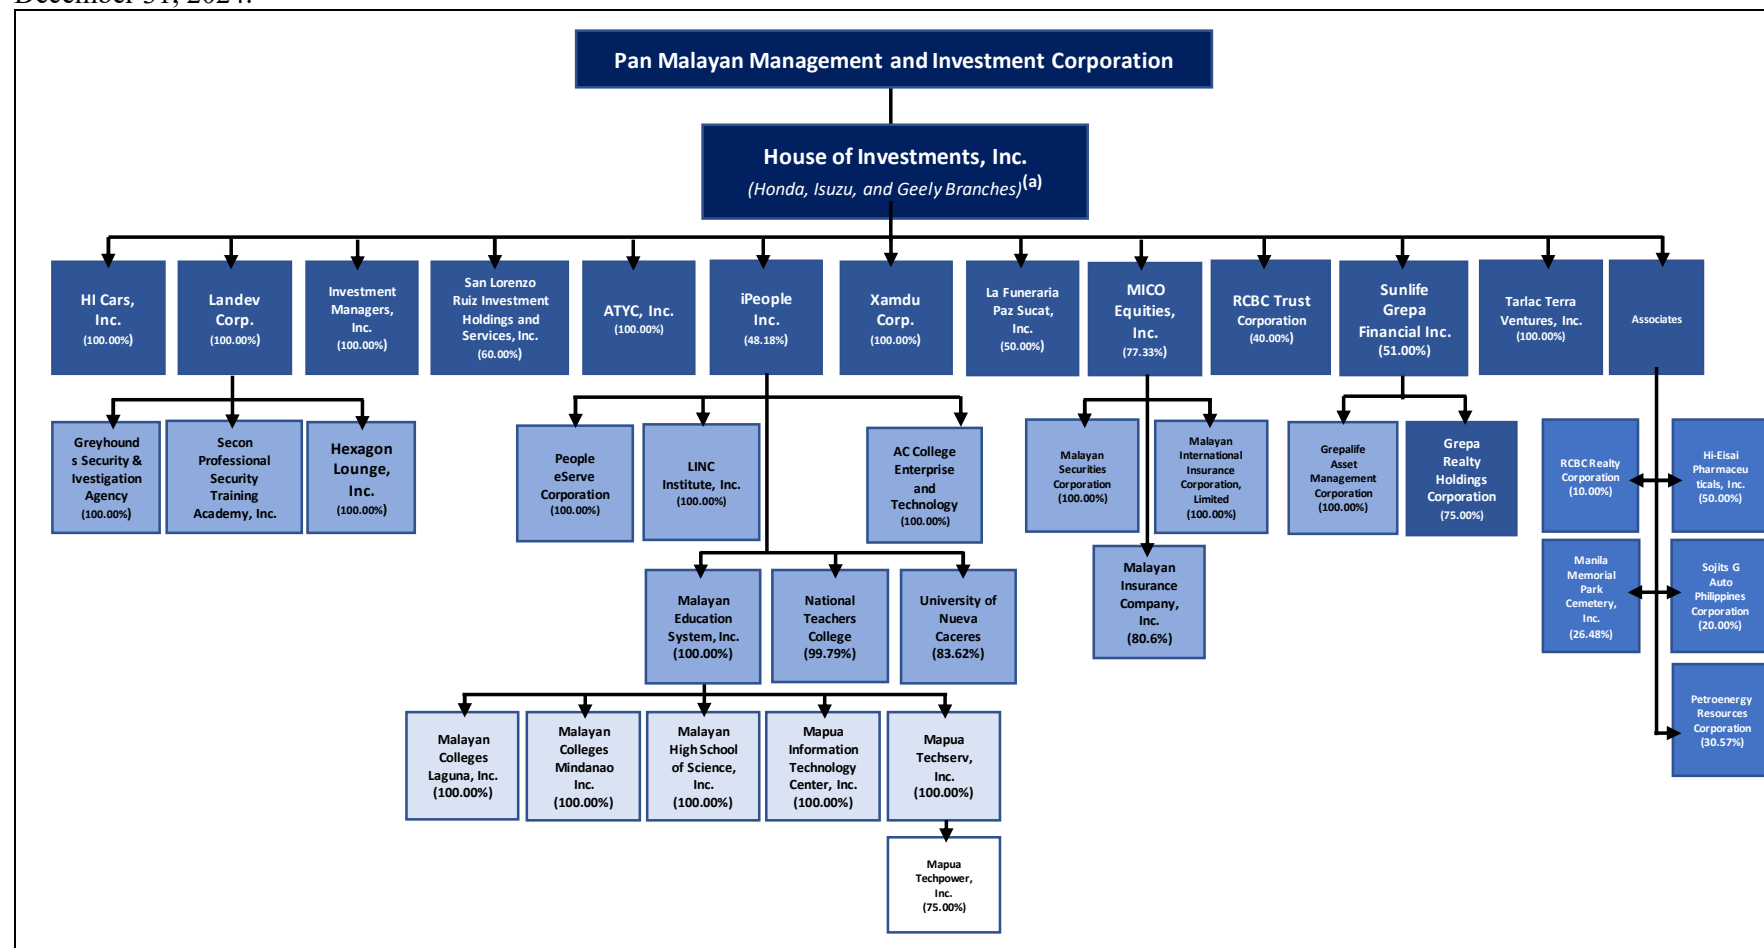 December 31, 2024.
Pan Malayan Management and Investment Corporation
House of Investments, Inc.
(Honda, Isuzu, and Geely Branches)(a)
HI Cars,
Inc.
(100.00%)
Landev
Corp.
(100.00%)
Investment
Managers,
Inc.
(100.00%)
San Lorenzo
Ruiz Investment
Holdings and
Services, Inc.
(60.00%)
ATYC, Inc.
(100.00%)
iPeople
Inc.
(48.18%)
Xamdu
Corp.
(100.00%)
La Funeraria
Paz Sucat,
Inc.
(50.00%)
MICO
Equities,
Inc.
(77.33%)
RCBC Trust
Corporation
(40.00%)
Sunlife
Grepa
Financial Inc.
(51.00%)
Tarlac Terra
Ventures, Inc.
(100.00%)
Associates
Greyhound
s Security &
Ivestigation
Agency
(100.00%)
Secon
Professional
Security
Training
Academy, Inc.
Hexagon
Lounge,
Inc.
(100.00%)
People
eServe
Corporation
(100.00%)
LINC
Institute, Inc.
(100.00%)
AC College
Enterprise
and
Technology
(100.00%)
Malayan
Securities
Corporation
(100.00%)
Malayan
International
Insurance
Corporation,
Limited
(100.00%)
Grepalife
Asset
Management
Corporation
(100.00%)
Grepa
Realty
Holdings
Corporation
(75.00%)
RCBC Realty
Corporation
(10.00%)
Hi-Eisai
Pharmaceu
ticals, Inc.
(50.00%)
Malayan
Education
System, Inc.
(100.00%)
National
Teachers
College
(99.79%)
University of
Nueva
Caceres
(83.62%)
Malayan
Insurance
Company,
Inc.
(80.6%)
Manila
Memorial
Park
Cemetery,
Inc.
(26.48%)
Sojits G
Auto
Philippines
Corporation
(20.00%)
Malayan
Colleges
Laguna, Inc.
(100.00%)
Malayan
Colleges
Mindanao
Inc.
(100.00%)
Malayan
High School
of Science,
Inc.
(100.00%)
Mapua
Information
Technology
Center, Inc.
(100.00%)
Mapua
Techserv,
Inc.
(100.00%)
Petroenergy
Resources
Corporation
(30.57%)
Mapua
Techpower,
Inc.
(75.00%)